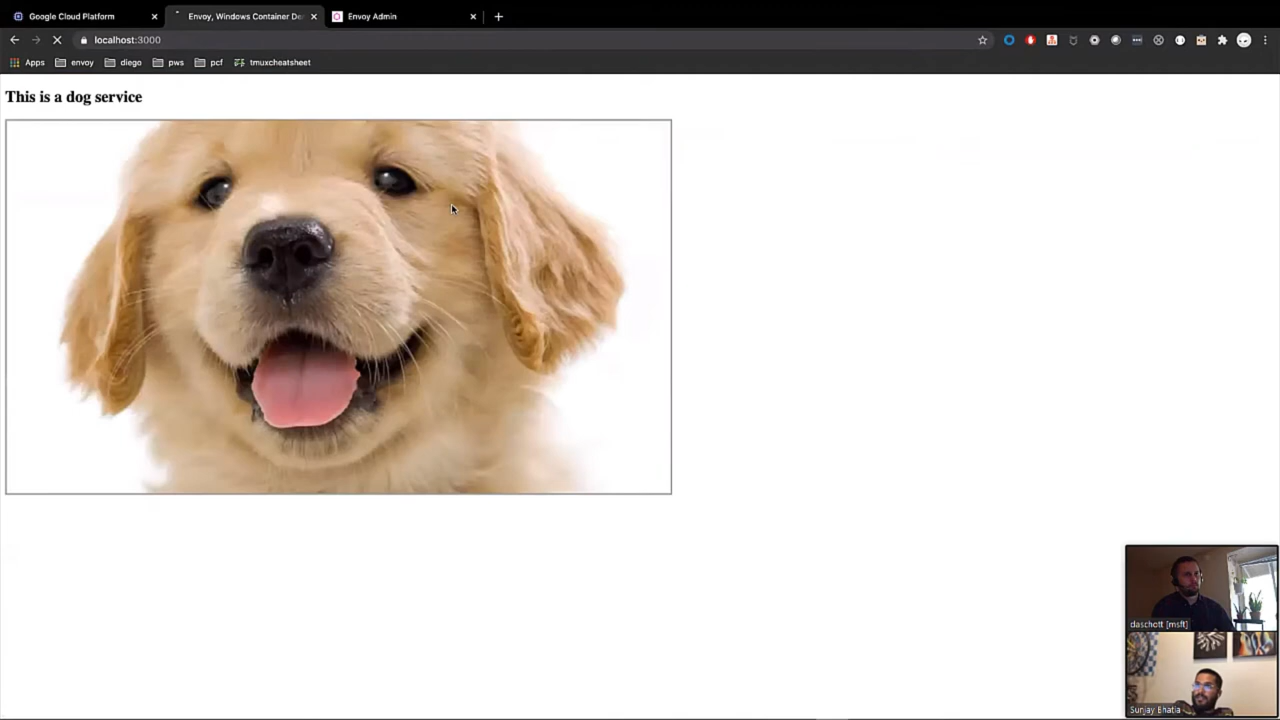 Google Cloud Platform
Envoy, Windows Container De
Envoy Admin
localhost:3000
Apps
envoy
diego
pws
pcf
tmuxcheatsheet
This is a dog service
daschott [msft]
Sunjay Bhatia